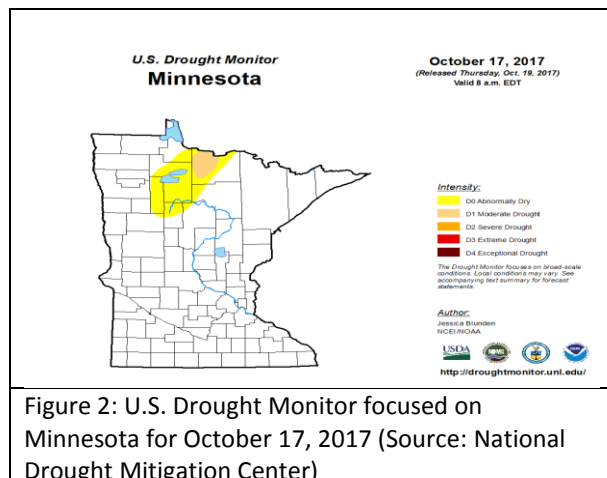 U.S. Drought Monitor
Minnesota
October 17, 2017
(Released Thursday, Oct. 19, 2017)
Valid 8 a.m. EDT
Intensity:
D0 Abnormally Dry
D1 Moderate Drought
D2 Severe Drought
D3 Extreme Drought
D4 Exceptional Drought
The Drought Monitor focuses on broad-scale
conditions. Local conditions may vary. See
accompanying text summary for forecast
statements.
Author:
Jessica Blunden
NCEI/NOAA
USDA
http://droughtmonitor.unl.edu/
Figure 2: U.S. Drought Monitor focused on
Minnesota for October 17, 2017 (Source: National
Drought Mitigation Center)